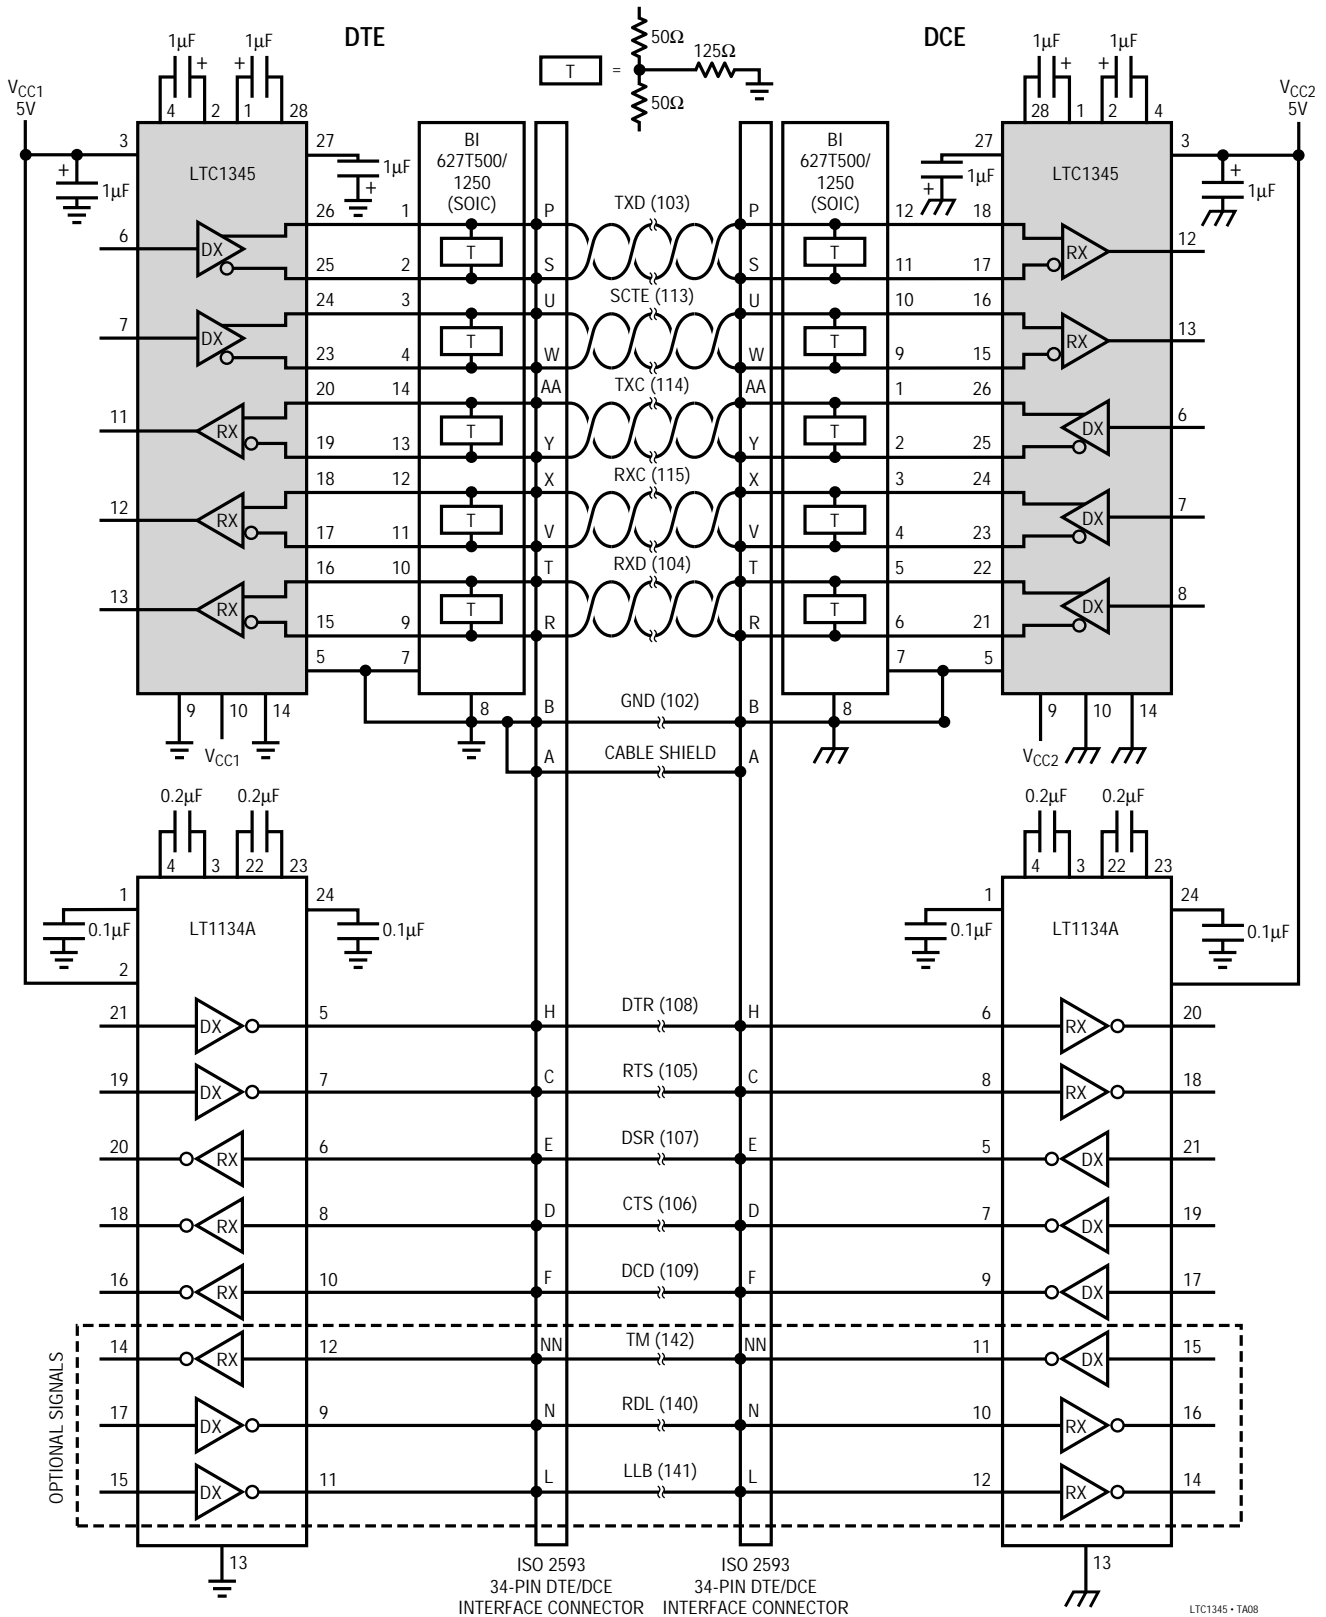 DTE
DCE
1µF 1µF
50Ω
125Ω
T =
50Ω
1µF 1µF
VCC1
5V
VCC2
5V
4 2 1 28
28 1 2 4
3 27
27 3
LTC1345
BI
627T500/
1250
(SOIC)
BI
627T500/
1250
(SOIC)
LTC1345
+ 1µF
1µF +
1µF +
+ 1µF
6 DX 26 1 T P TXD (103) P T 12 18 RX 12
25 2 S S 11 17
7 DX 24 3 T U SCTE (113) U T 10 16 RX 13
23 4 W W 9 15
11 RX 20 14 T AA TXC (114) AA T 1 26 DX 6
19 13 Y Y 2 25
12 RX 18 12 T X RXC (115) X T 3 24 DX 7
17 11 V V 4 23
13 RX 16 10 T T RXD (104) T T 5 22 DX 8
15 9 R R 6 21
5 7
7 5
9 10 14 8 B GND (102) B 8 9 10 14
VCC1
VCC2
A CABLE SHIELD A
0.2µF 0.2µF
0.2µF 0.2µF
4 3 22 23
4 3 22 23
1 24
1 24
0.1µF LT1134A 0.1µF
0.1µF LT1134A 0.1µF
2
21 DX 5 H DTR (108) H 6 RX 20
19 DX 7 C RTS (105) C 8 RX 18
20 RX 6 E DSR (107) E 5 DX 21
18 RX 8 D CTS (106) D 7 DX 19
16 RX 10 F DCD (109) F 9 DX 17
OPTIONAL SIGNALS
14 RX 12 NN TM (142) NN 11 DX 15
17 DX 9 N RDL (140) N 10 RX 16
15 DX 11 L LLB (141) L 12 RX 14
13
13
ISO 2593
34-PIN DTE/DCE
INTERFACE CONNECTOR
ISO 2593
34-PIN DTE/DCE
INTERFACE CONNECTOR
LTC1345 • TA08